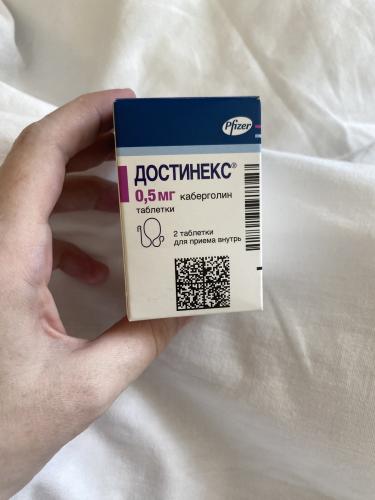 Pfizer
ДОСТИНЕКС®
0,5 мг каберголин
таблетки
2 таблетки
для приема внутрь